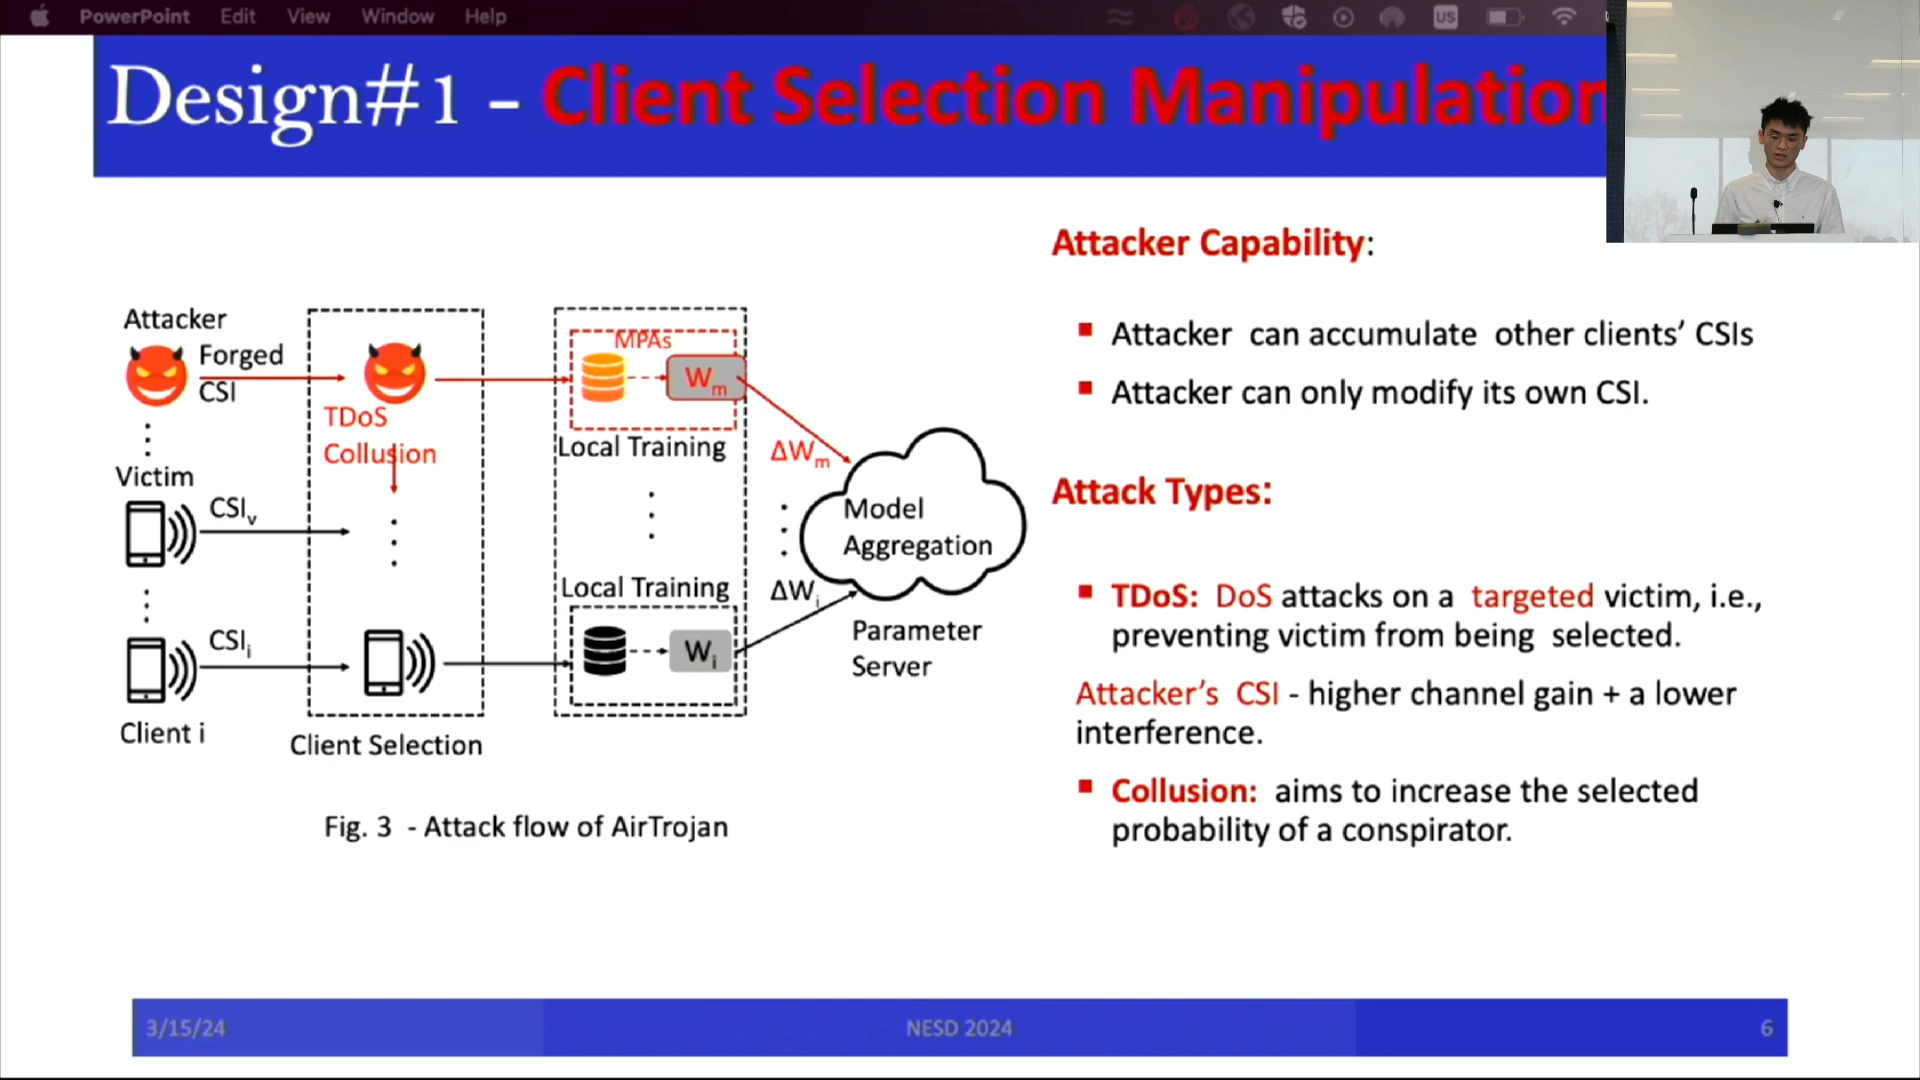 PowerPoint Edit View Window Help
US
Design#1 - Client Selection Manipulation
Attacker
Forged
CSI
TDoS
Collusion
Victim
CSIv
CSIi
Client i
Client Selection
MPAs
Wm
Local Training
Local Training
Wi
ΔWm
ΔWi
Model
Aggregation
Parameter
Server
Fig. 3 - Attack flow of AirTrojan
Attacker Capability:
Attacker can accumulate other clients’ CSIs
Attacker can only modify its own CSI.
Attack Types:
TDoS: DoS attacks on a targeted victim, i.e.,
preventing victim from being selected.
Attacker’s CSI - higher channel gain + a lower
interference.
Collusion: aims to increase the selected
probability of a conspirator.
3/15/24 NESD 2024 6